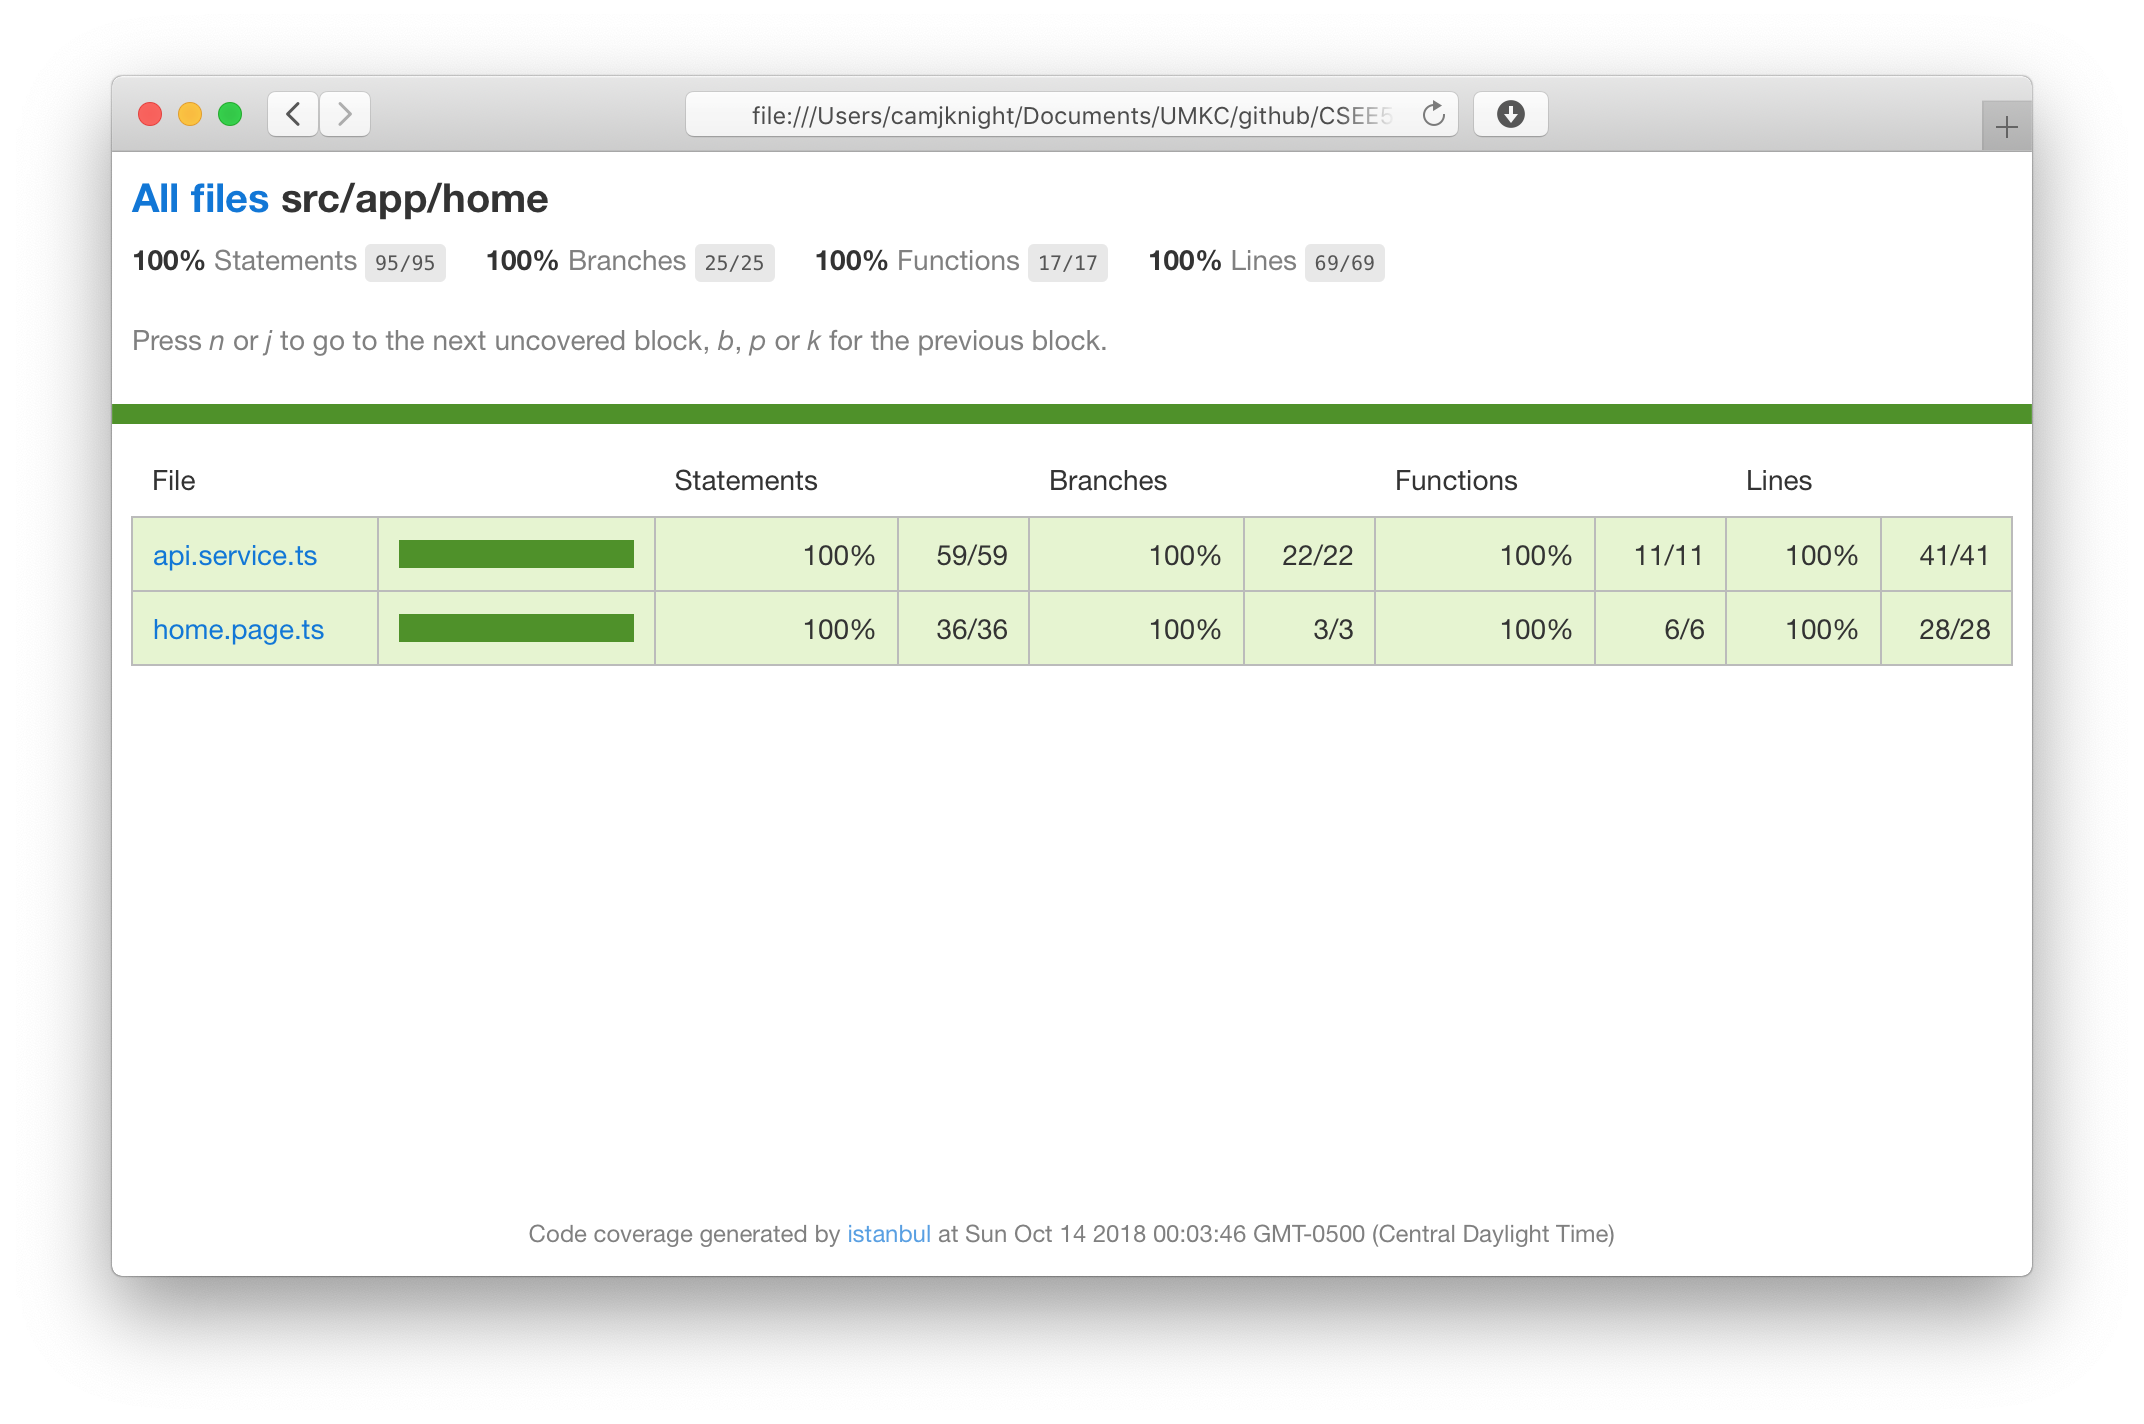 file:///Users/camjknight/Documents/UMKC/github/CSEE5
All files src/app/home
100% Statements 95/95 100% Branches 25/25 100% Functions 17/17 100% Lines 69/69
Press n or j to go to the next uncovered block, b, p or k for the previous block.
File Statements Branches Functions Lines
api.service.ts 100% 59/59 100% 22/22 100% 11/11 100% 41/41
home.page.ts 100% 36/36 100% 3/3 100% 6/6 100% 28/28
Code coverage generated by istanbul at Sun Oct 14 2018 00:03:46 GMT-0500 (Central Daylight Time)